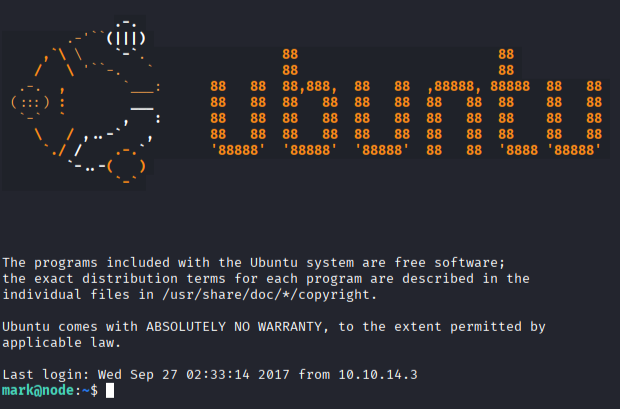 ubuntu
The programs included with the Ubuntu system are free software;
the exact distribution terms for each program are described in the
individual files in /usr/share/doc/*/copyright.
Ubuntu comes with ABSOLUTELY NO WARRANTY, to the extent permitted by
applicable law.
Last login: Wed Sep 27 02:33:14 2017 from 10.10.14.3
mark@node:~$